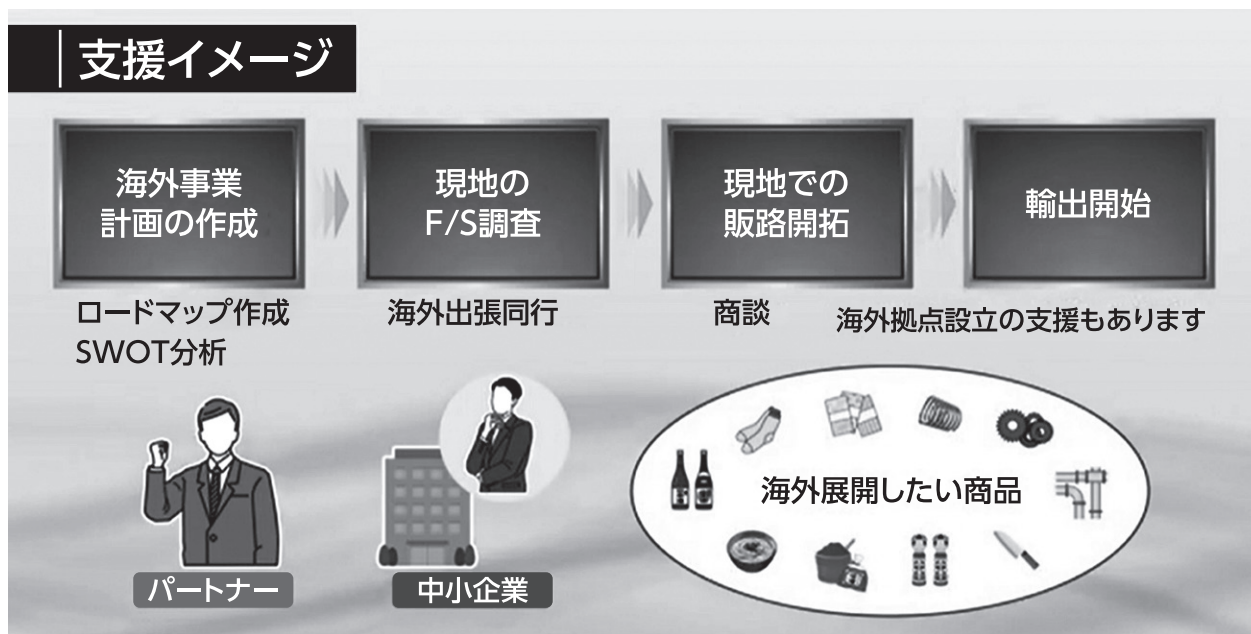 支援イメージ
海外事業
計画の作成
現地の
F/S調査
現地での
販路開拓
輸出開始
ロードマップ作成
SWOT分析
海外出張同行
商談
海外拠点設立の支援もあります
パートナー
中小企業
海外展開したい商品